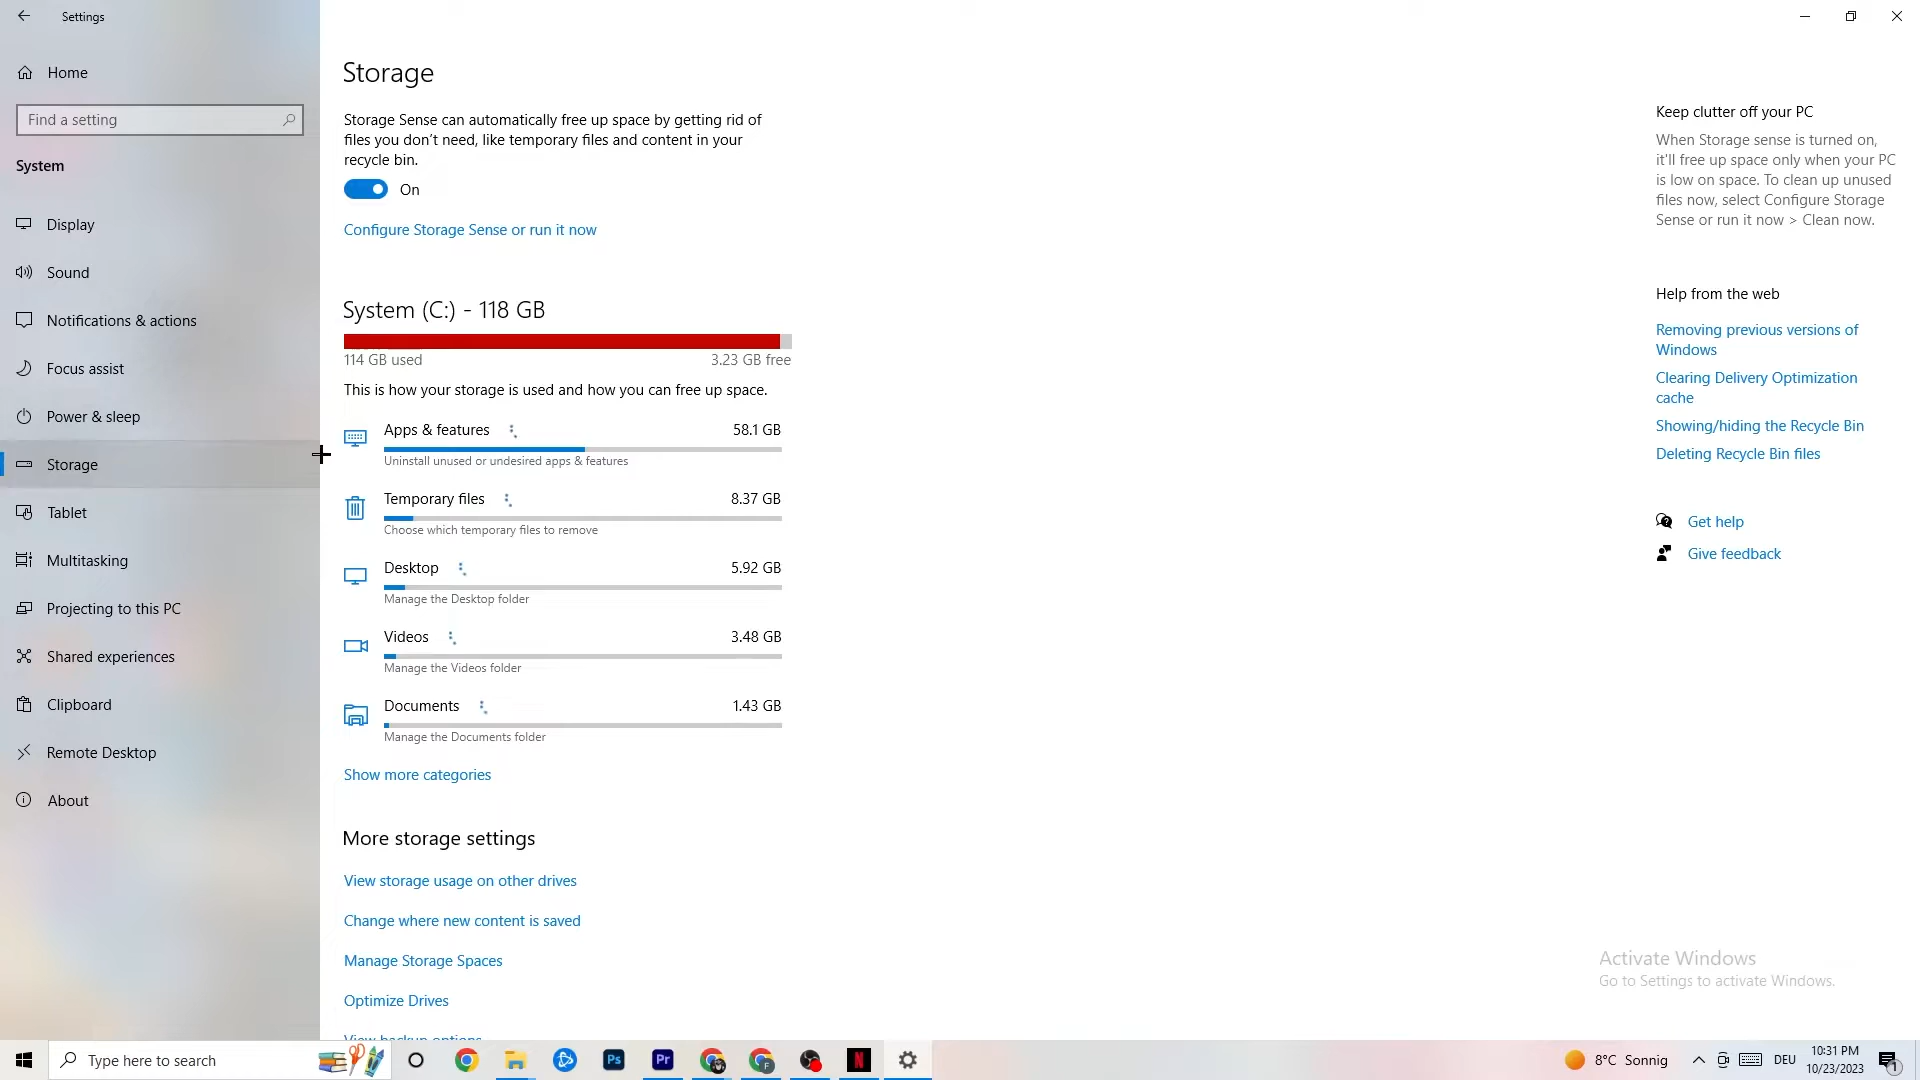 Settings
Home
Find a setting
System
Display
Sound
Notifications & actions
Focus assist
Power & sleep
Storage
Tablet
Multitasking
Projecting to this PC
Shared experiences
Clipboard
Remote Desktop
About
Storage
Storage Sense can automatically free up space by getting rid of
files you don’t need, like temporary files and content in your
recycle bin.
On
Configure Storage Sense or run it now
System (C:) - 118 GB
114 GB used 3.23 GB free
This is how your storage is used and how you can free up space.
Apps & features 58.1 GB
Uninstall unused or undesired apps & features
Temporary files 8.37 GB
Choose which temporary files to remove
Desktop 5.92 GB
Manage the Desktop folder
Videos 3.48 GB
Manage the Videos folder
Documents 1.43 GB
Manage the Documents folder
Show more categories
More storage settings
View storage usage on other drives
Change where new content is saved
Manage Storage Spaces
Optimize Drives
View backup options
Keep clutter off your PC
When Storage sense is turned on,
it'll free up space only when your PC
is low on space. To clean up unused
files now, select Configure Storage
Sense or run it now > Clean now.
Help from the web
Removing previous versions of
Windows
Clearing Delivery Optimization
cache
Showing/hiding the Recycle Bin
Deleting Recycle Bin files
Get help
Give feedback
Activate Windows
Go to Settings to activate Windows.
Type here to search
Ps
Pr
F
N
8°C Sonnig
DEU
10:31 PM
10/23/2023
1